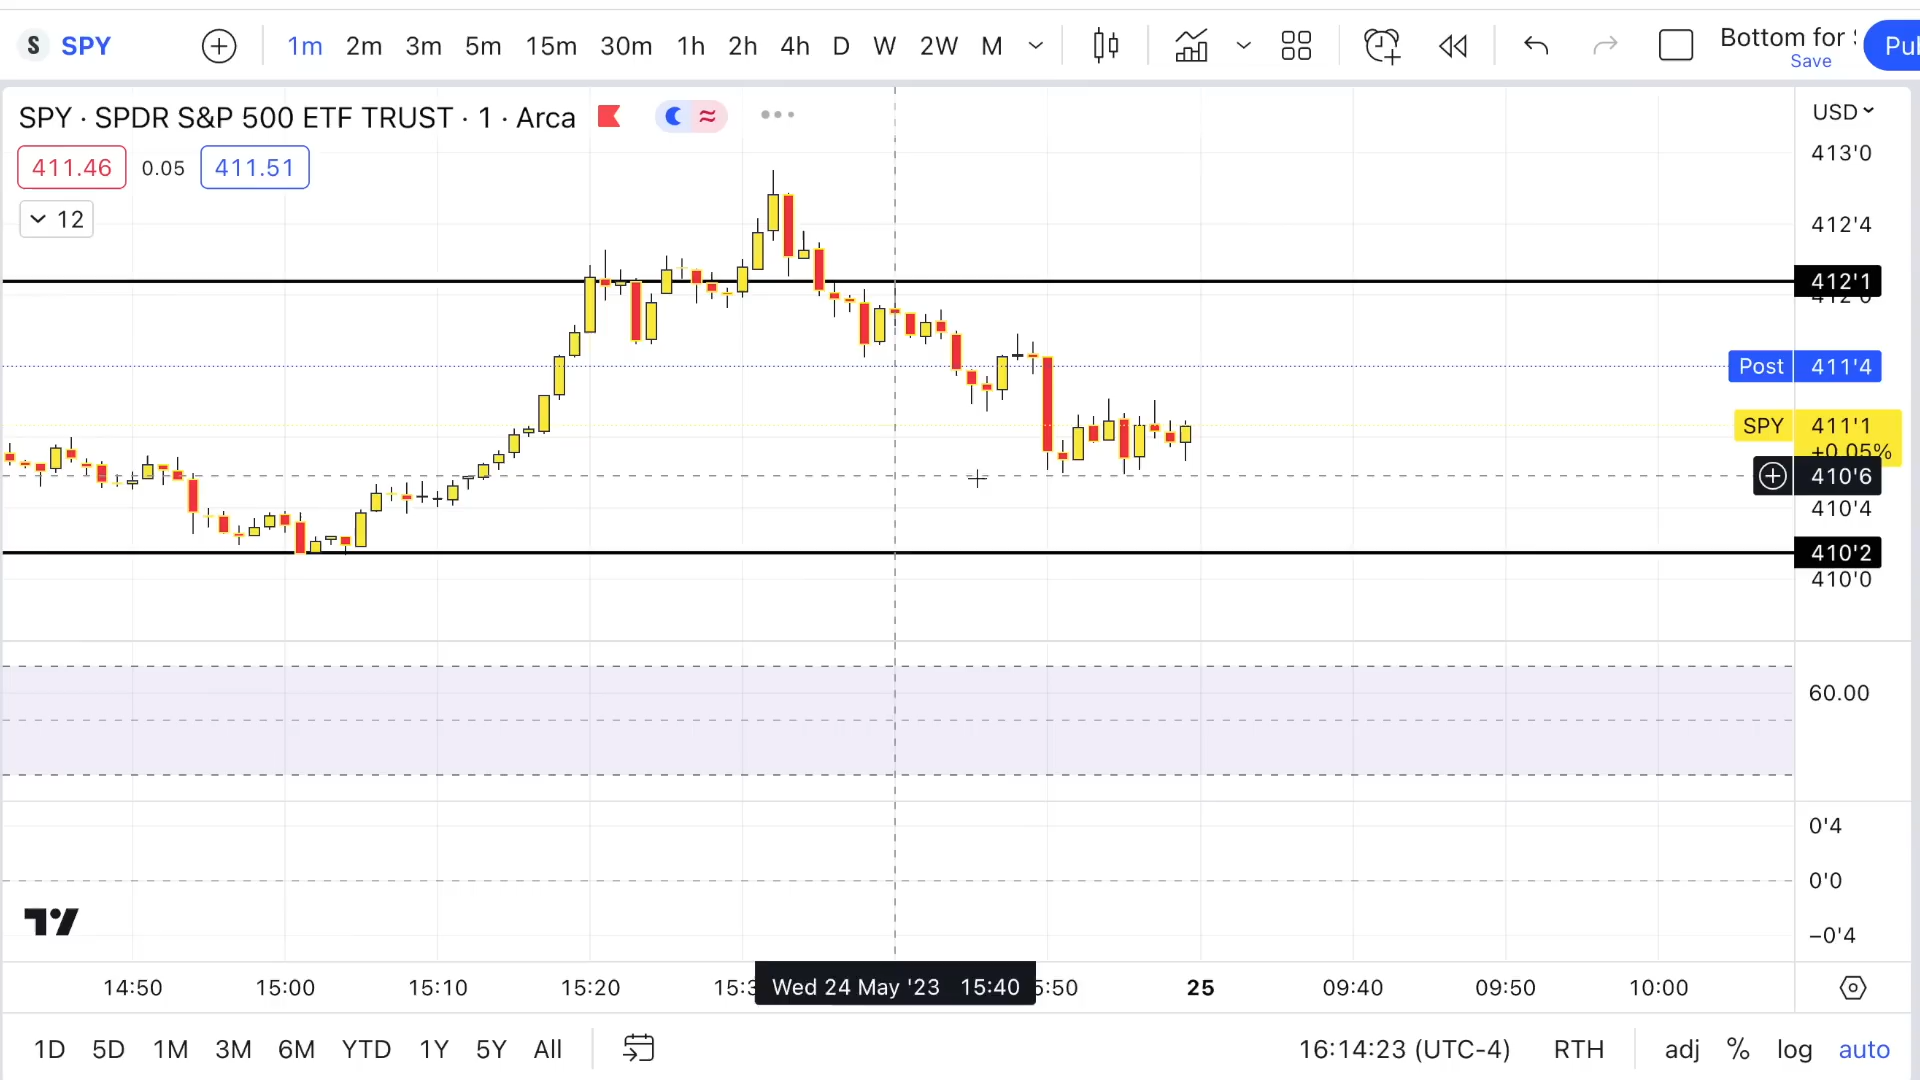 S SPY 1m 2m 3m 5m 15m 30m 1h 2h 4h D W 2W M Bottom for
Save
Pu
SPY · SPDR S&P 500 ETF TRUST · 1 · Arca
USD
411.46 0.05 411.51
12
413'0
412'4
412'1
Post 411'4
SPY 411'1
+0.05%
410'6
410'4
410'2
410'0
60.00
0'4
0'0
−0'4
14:50 15:00 15:10 15:20 15:3 Wed 24 May '23 15:40 5:50 25 09:40 09:50 10:00
1D 5D 1M 3M 6M YTD 1Y 5Y All 16:14:23 (UTC-4) RTH adj % log auto